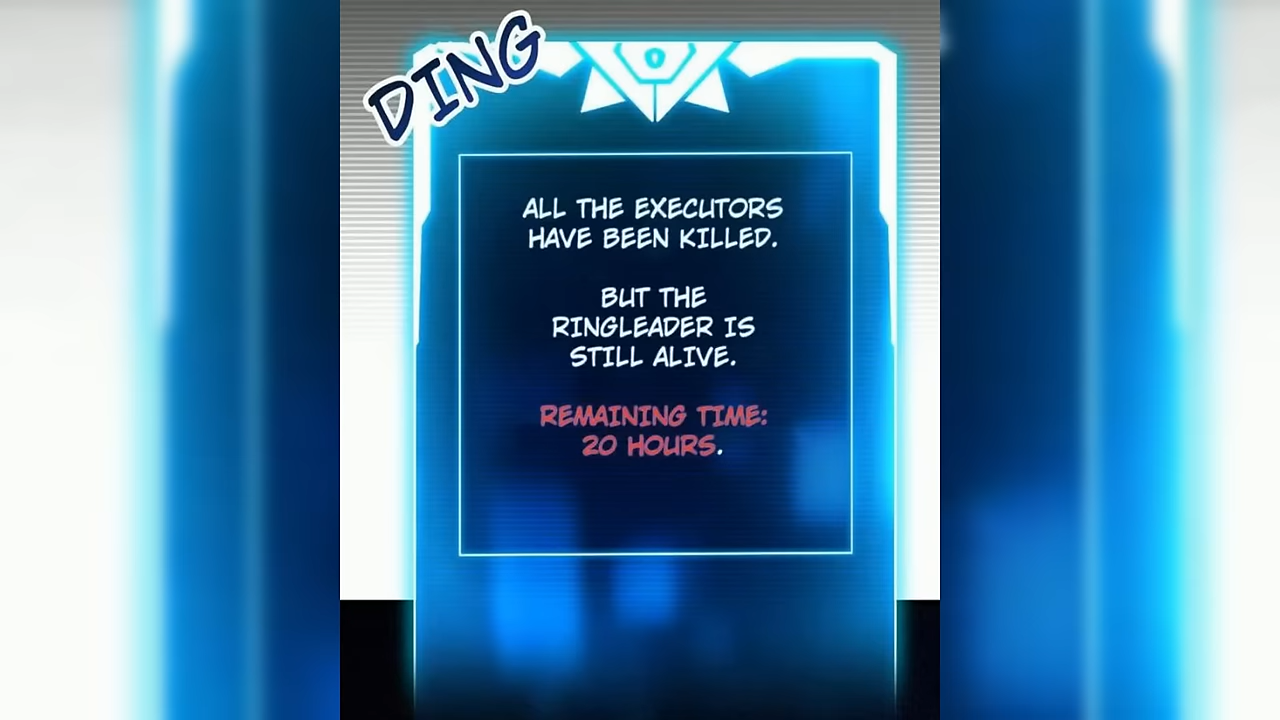 DING
ALL THE EXECUTORS
HAVE BEEN KILLED.
BUT THE
RINGLEADER IS
STILL ALIVE.
REMAINING TIME:
20 HOURS.